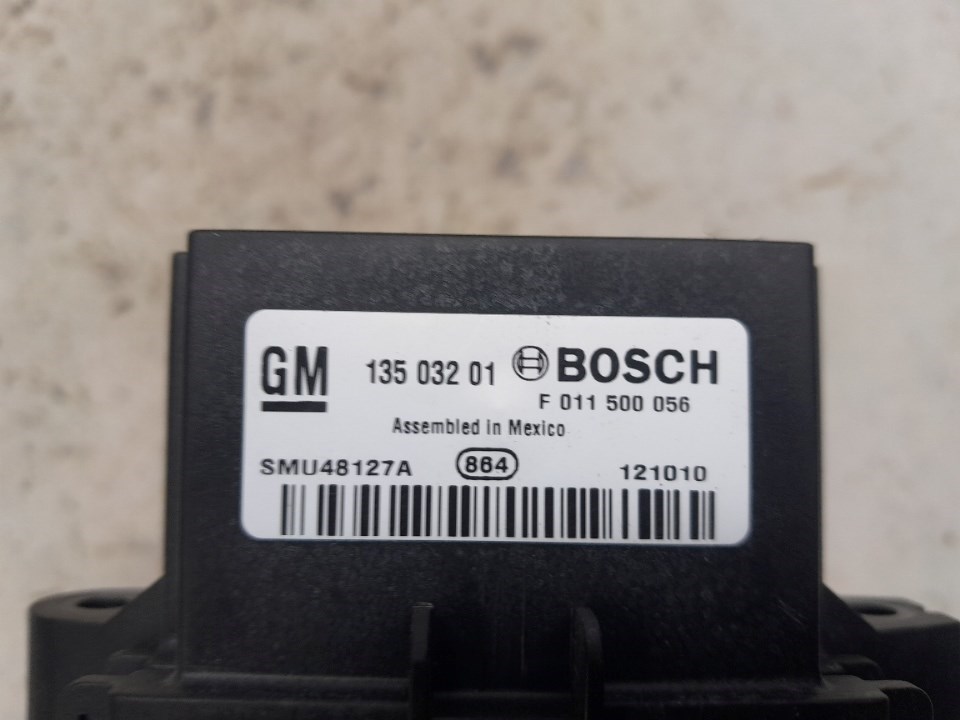 GM 135 032 01 BOSCH
F 011 500 056
Assembled in Mexico
SMU48127A 864 121010